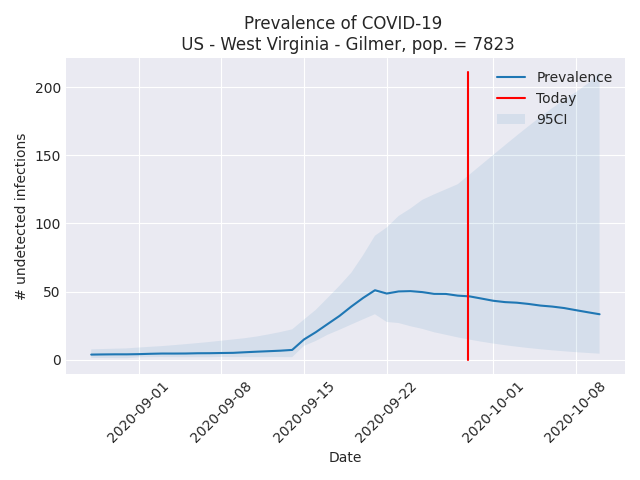 Prevalence of COVID-19
US - West Virginia - Gilmer, pop. = 7823
Prevalence
Today
95CI
# undetected infections
200
150
100
50
0
2020-09-01
2020-09-08
2020-09-15
2020-09-22
2020-10-01
2020-10-08
Date